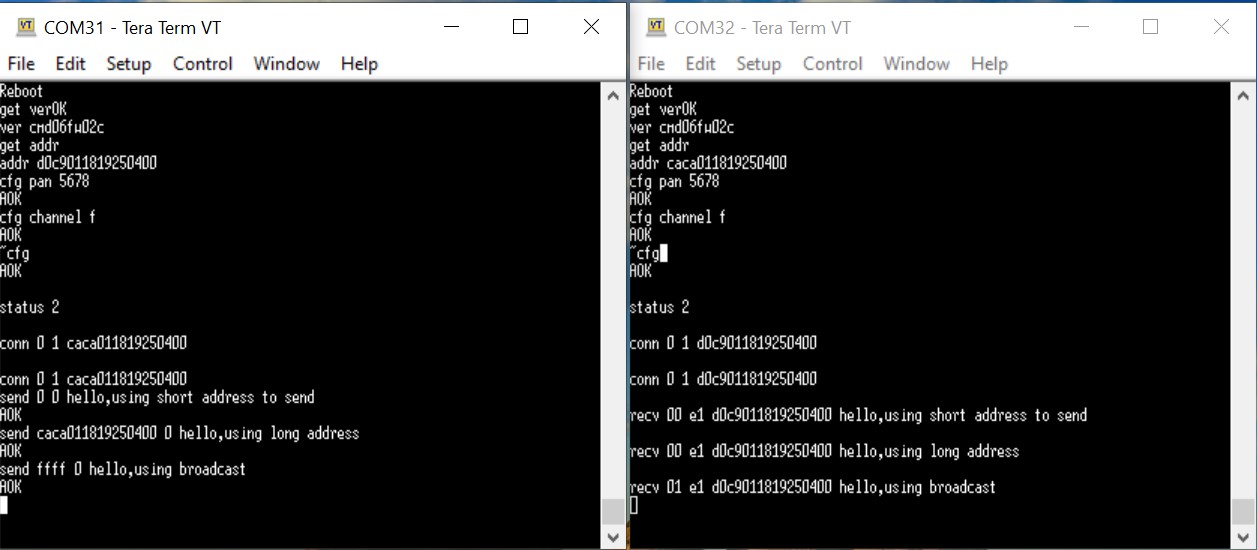 COM31 - Tera Term VT
File Edit Setup Control Window Help
Reboot
get verOK
ver cmd06fw02c
get addr
addr d0c9011819250400
cfg pan 5678
AOK
cfg channel f
AOK
~cfg
AOK
status 2
conn 0 1 caca011819250400
conn 0 1 caca011819250400
send 0 0 hello,using short address to send
AOK
send caca011819250400 0 hello,using long address
AOK
send ffff 0 hello,using broadcast
AOK
COM32 - Tera Term VT
File Edit Setup Control Window Help
Reboot
get verOK
ver cmd06fw02c
get addr
addr caca011819250400
cfg pan 5678
AOK
cfg channel f
AOK
~cfg
AOK
status 2
conn 0 1 d0c9011819250400
conn 0 1 d0c9011819250400
recv 00 e1 d0c9011819250400 hello,using short address to send
recv 00 e1 d0c9011819250400 hello,using long address
recv 01 e1 d0c9011819250400 hello,using broadcast